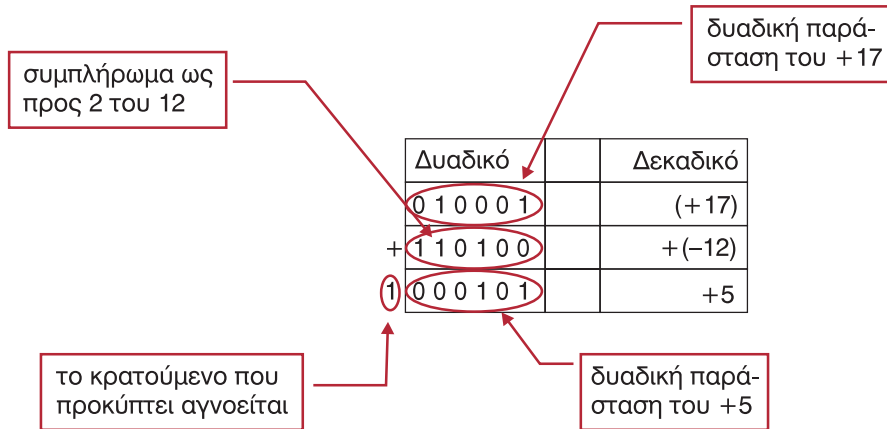 δυαδική παρά-
σταση του +17
συμπλήρωμα ως
προς 2 του 12
Δυαδικό Δεκαδικό
0 1 0 0 0 1 (+17)
+ 1 1 0 1 0 0 +(–12)
1 0 0 0 1 0 1 +5
το κρατούμενο που
προκύπτει αγνοείται
δυαδική παρά-
σταση του +5